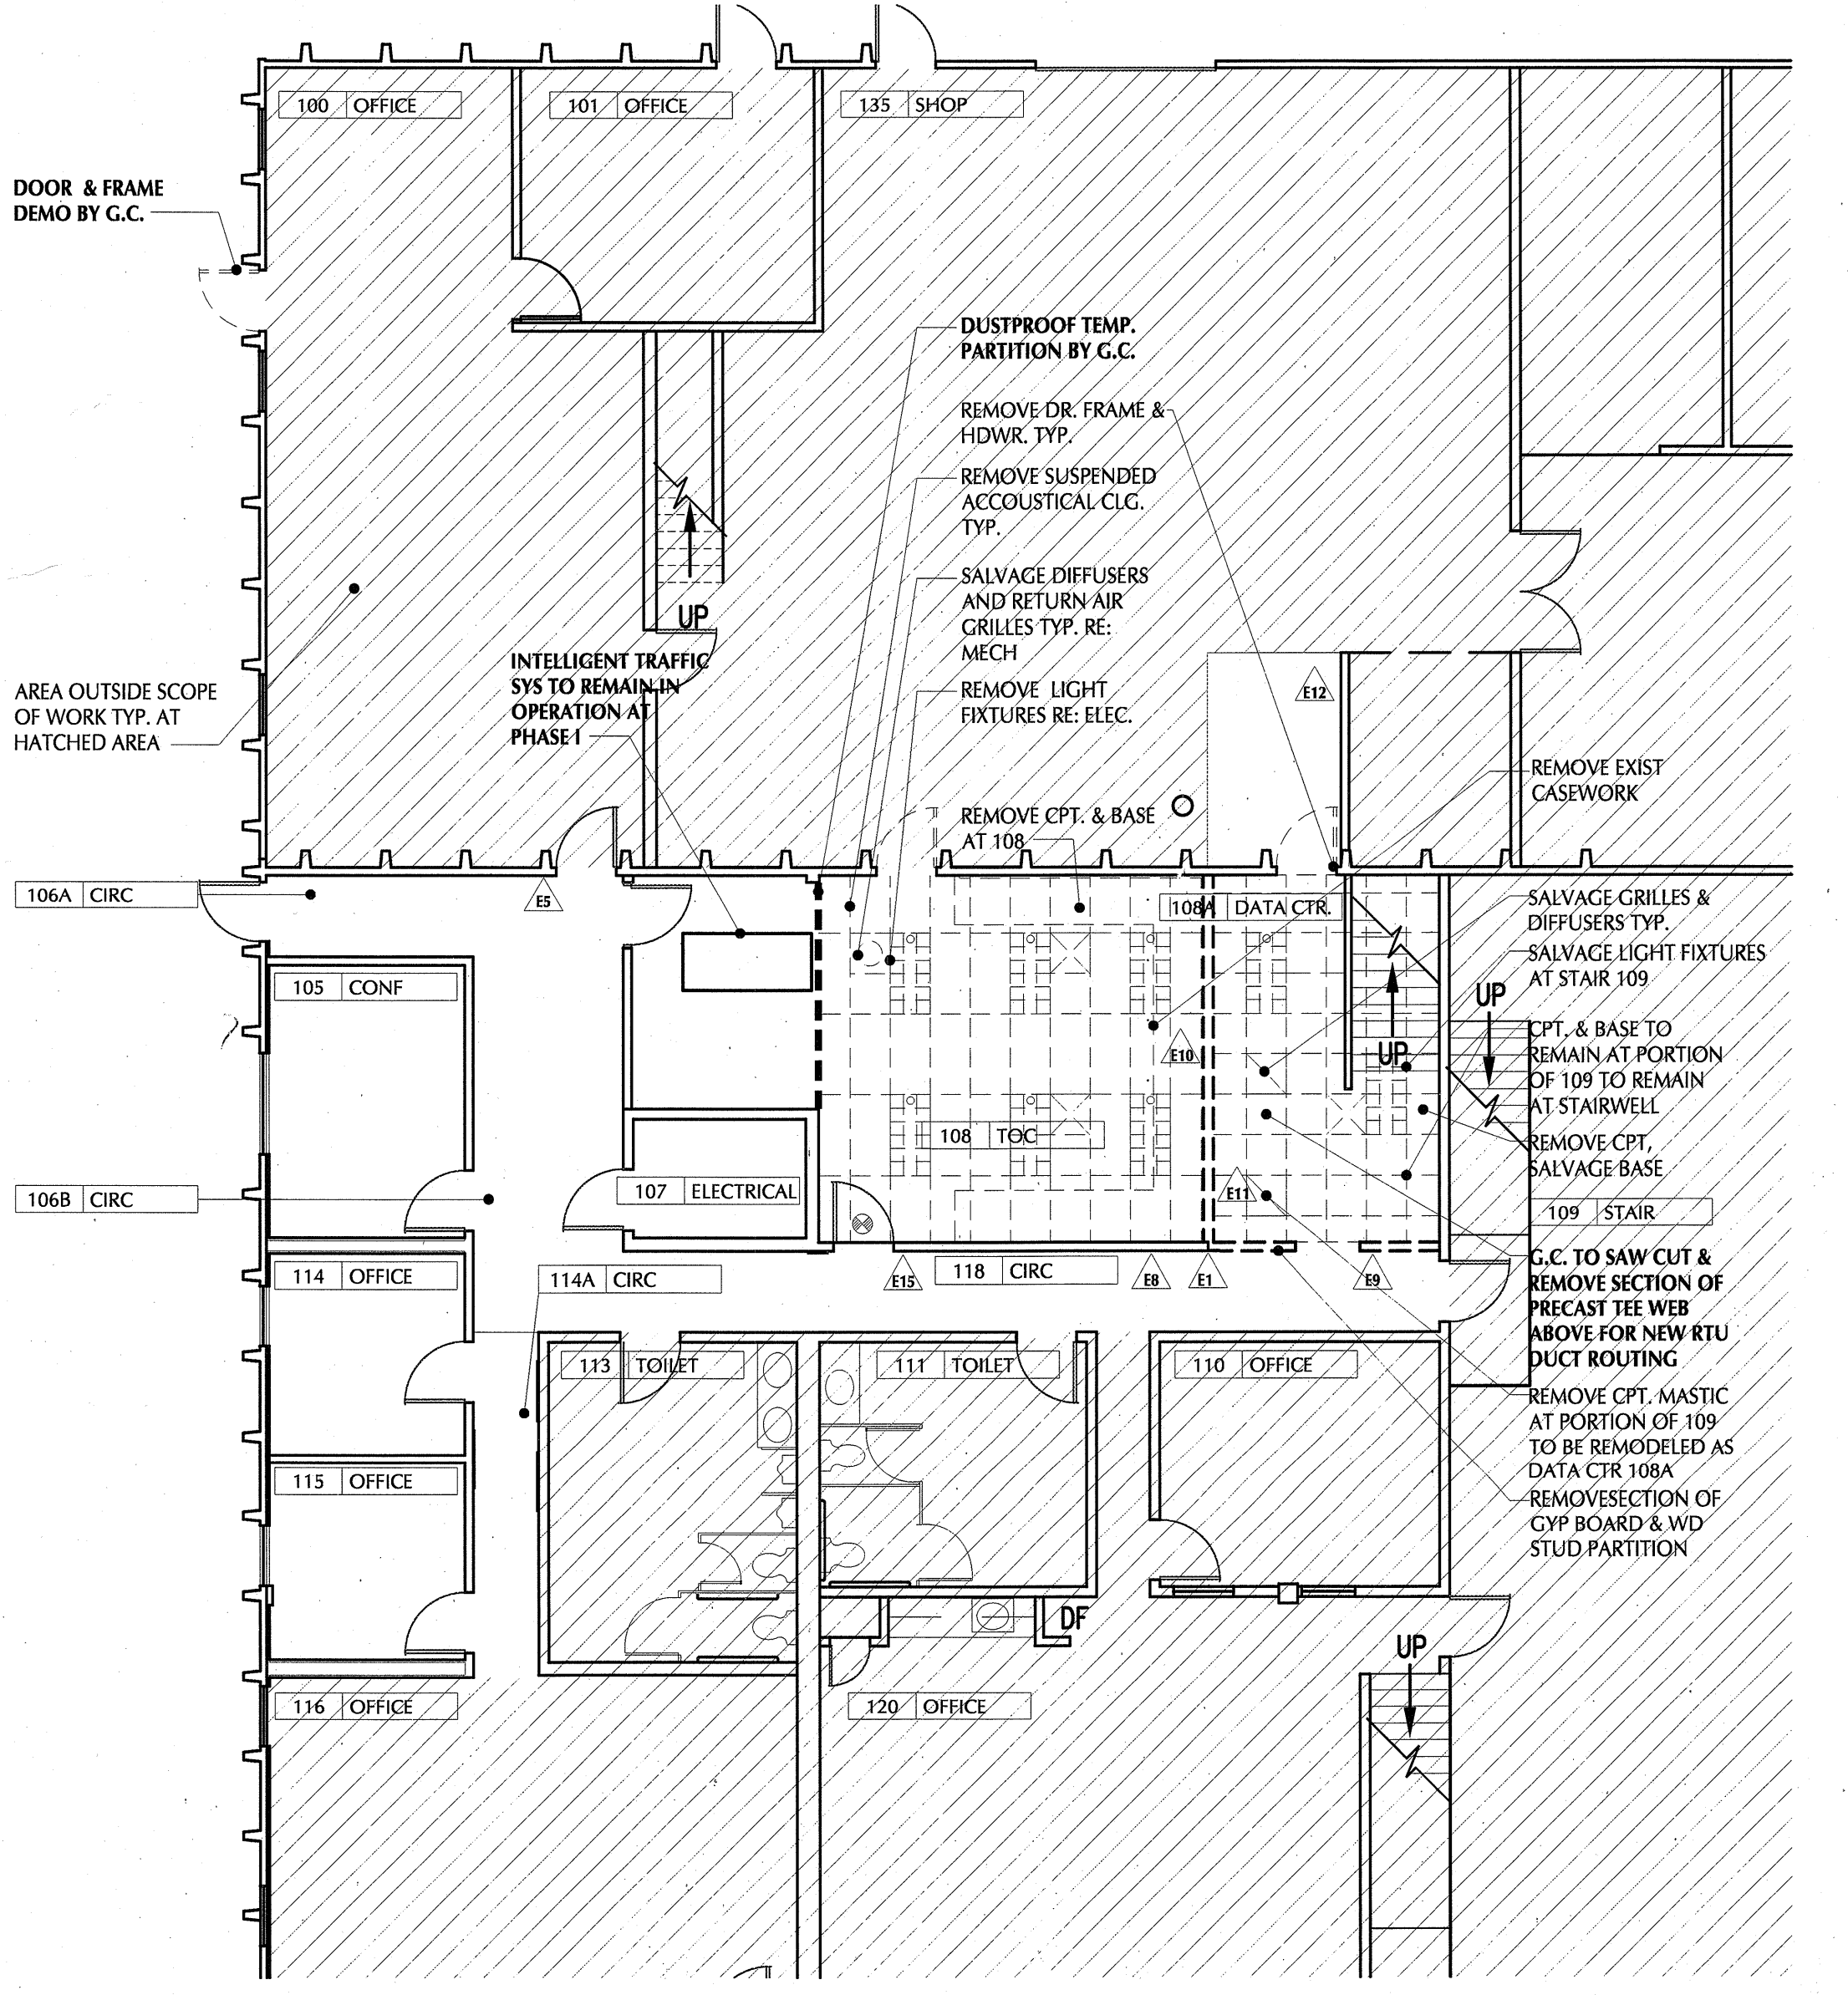 100 OFFICE
101 OFFICE
135 SHOP
DOOR & FRAME
DEMO BY G.C.
DUSTPROOF TEMP.
PARTITION BY G.C.
REMOVE DR. FRAME &
HDWR. TYP.
REMOVE SUSPENDED
ACCOUSTICAL CLG.
TYP.
SALVAGE DIFFUSERS
AND RETURN AIR
GRILLES TYP. RE:
MECH
REMOVE LIGHT
FIXTURES RE: ELEC.
UP
INTELLIGENT TRAFFIC
SYS TO REMAIN IN
OPERATION AT
PHASE I
AREA OUTSIDE SCOPE
OF WORK TYP. AT
HATCHED AREA
E12
REMOVE EXIST
CASEWORK
REMOVE CPT. & BASE
AT 108
106A CIRC
E5
108A DATA CTR.
SALVAGE GRILLES &
DIFFUSERS TYP.
SALVAGE LIGHT FIXTURES
AT STAIR 109
105 CONF
UP
CPT. & BASE TO
REMAIN AT PORTION
OF 109 TO REMAIN
AT STAIRWELL
E10
UP
108 TOC
REMOVE CPT,
SALVAGE BASE
106B CIRC
107 ELECTRICAL
E11
109 STAIR
114 OFFICE
114A CIRC
E15
118 CIRC
E8
E1
E9
G.C. TO SAW CUT &
REMOVE SECTION OF
PRECAST TEE WEB
ABOVE FOR NEW RTU
DUCT ROUTING
113 TOILET
111 TOILET
110 OFFICE
REMOVE CPT. MASTIC
AT PORTION OF 109
TO BE REMODELED AS
DATA CTR 108A
115 OFFICE
REMOVESECTION OF
GYP BOARD & WD
STUD PARTITION
DF
UP
116 OFFICE
120 OFFICE